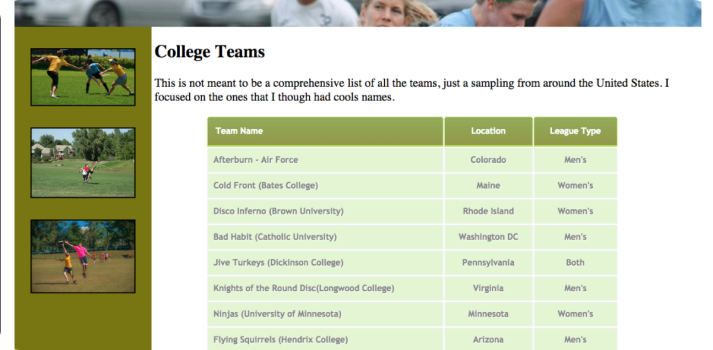 College Teams
This is not meant to be a comprehensive list of all the teams, just a sampling from around the United States. I
focused on the ones that I though had cools names.
Team Name Location League Type
Afterburn - Air Force Colorado Men's
Cold Front (Bates College) Maine Women's
Disco Inferno (Brown University) Rhode Island Women's
Bad Habit (Catholic University) Washington DC Men's
Jive Turkeys (Dickinson College) Pennsylvania Both
Knights of the Round Disc(Longwood College) Virginia Men's
Ninjas (University of Minnesota) Minnesota Women's
Flying Squirrels (Hendrix College) Arizona Men's